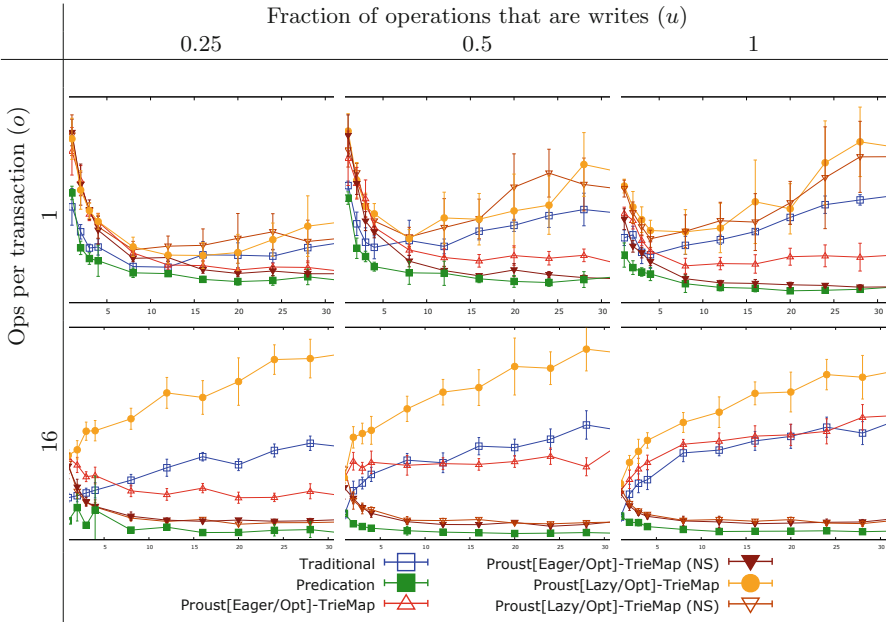 Fraction of operations that are writes (u)
0.25 0.5 1
Ops per transaction (o)
1
5 10 15 20 25 30
5 10 15 20 25 30
5 10 15 20 25 30
16
5 10 15 20 25 30
5 10 15 20 25 30
5 10 15 20 25 30
Traditional
Predication
Proust[Eager/Opt]-TrieMap
Proust[Eager/Opt]-TrieMap (NS)
Proust[Lazy/Opt]-TrieMap
Proust[Lazy/Opt]-TrieMap (NS)